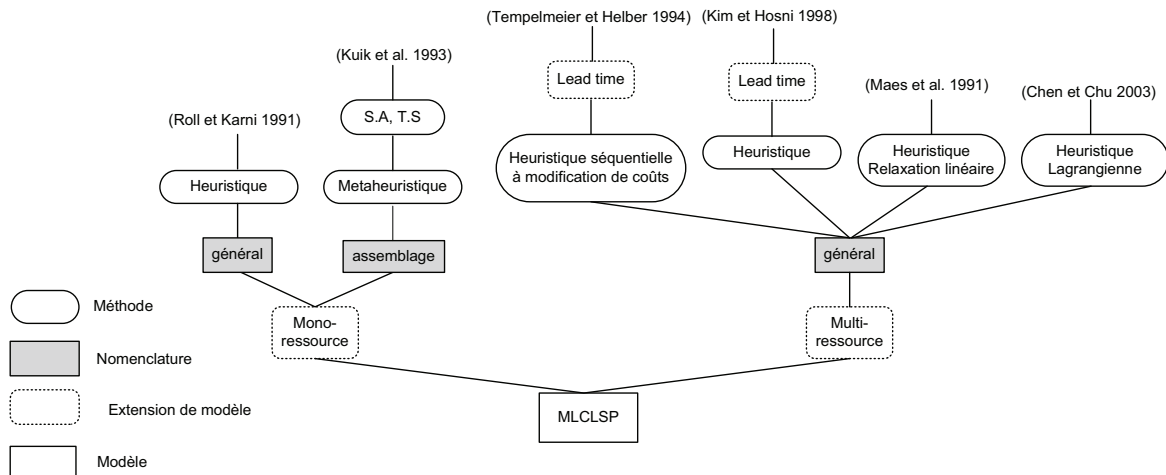 (Tempelmeier et Helber 1994)
(Kim et Hosni 1998)
(Kuik et al. 1993)
Lead time
Lead time
(Maes et al. 1991)
(Chen et Chu 2003)
(Roll et Karni 1991)
S.A, T.S
Heuristique séquentielle
à modification de coûts
Heuristique
Heuristique
Relaxation linéaire
Heuristique
Lagrangienne
Heuristique
Metaheuristique
général
assemblage
général
Méthode
Mono-
ressource
Multi-
ressource
Nomenclature
Extension de modèle
MLCLSP
Modèle